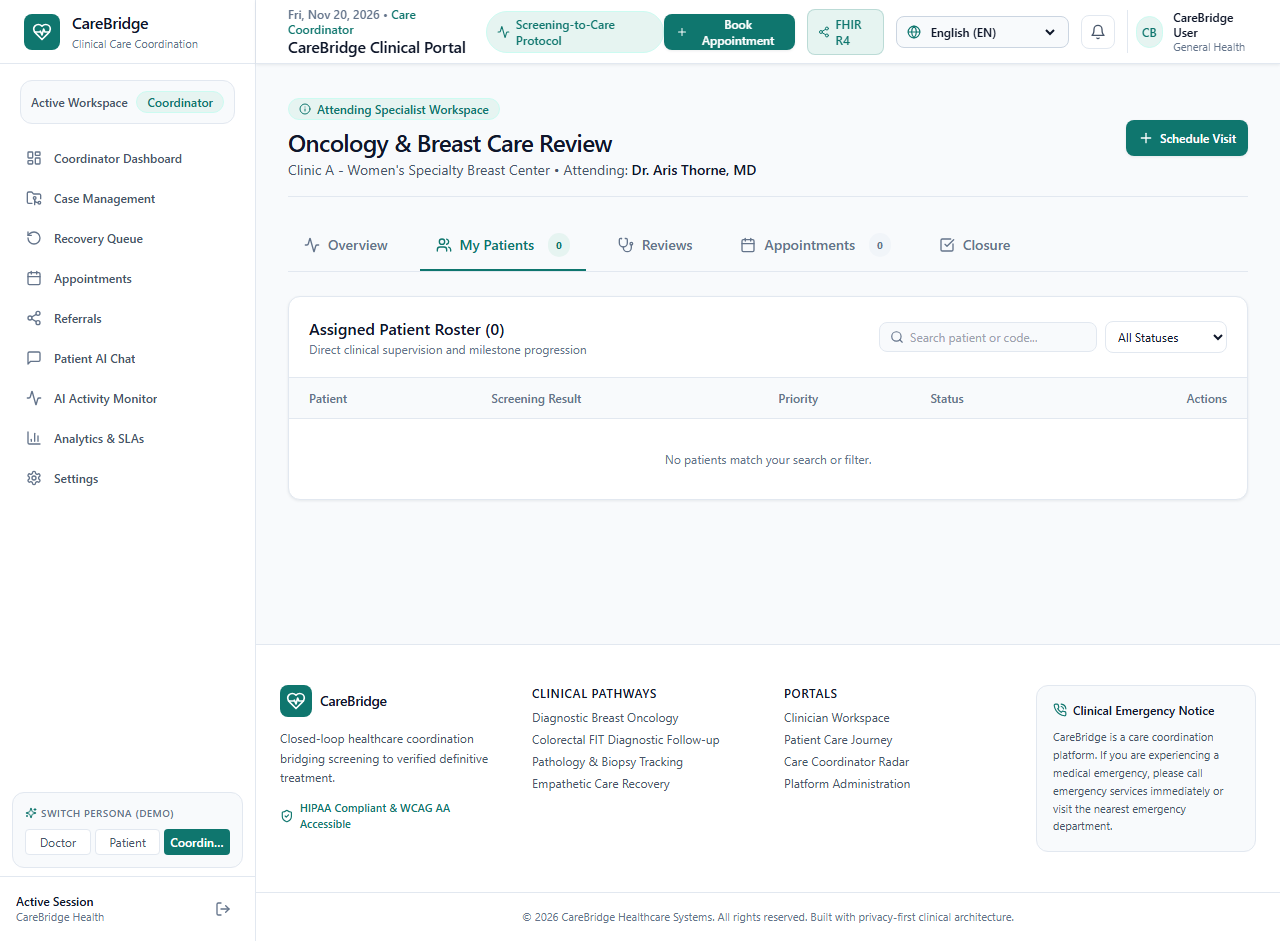 CareBridge
Clinical Care Coordination
Fri, Nov 20, 2026 • Care
Coordinator
CareBridge Clinical Portal
Screening-to-Care
Protocol
Book
Appointment
FHIR
R4
English (EN)
CB
CareBridge
User
General Health
Active Workspace
Coordinator
Coordinator Dashboard
Case Management
Recovery Queue
Appointments
Referrals
Patient AI Chat
AI Activity Monitor
Analytics & SLAs
Settings
SWITCH PERSONA (DEMO)
Doctor
Patient
Coordin...
Active Session
CareBridge Health
Attending Specialist Workspace
Oncology & Breast Care Review
Clinic A - Women's Specialty Breast Center • Attending: Dr. Aris Thorne, MD
Schedule Visit
Overview
My Patients 0
Reviews
Appointments 0
Closure
Assigned Patient Roster (0)
Direct clinical supervision and milestone progression
Search patient or code...
All Statuses
Patient
Screening Result
Priority
Status
Actions
No patients match your search or filter.
CareBridge
Closed-loop healthcare coordination
bridging screening to verified definitive
treatment.
HIPAA Compliant & WCAG AA
Accessible
CLINICAL PATHWAYS
Diagnostic Breast Oncology
Colorectal FIT Diagnostic Follow-up
Pathology & Biopsy Tracking
Empathetic Care Recovery
PORTALS
Clinician Workspace
Patient Care Journey
Care Coordinator Radar
Platform Administration
Clinical Emergency Notice
CareBridge is a care coordination
platform. If you are experiencing a
medical emergency, please call
emergency services immediately or
visit the nearest emergency
department.
© 2026 CareBridge Healthcare Systems. All rights reserved. Built with privacy-first clinical architecture.